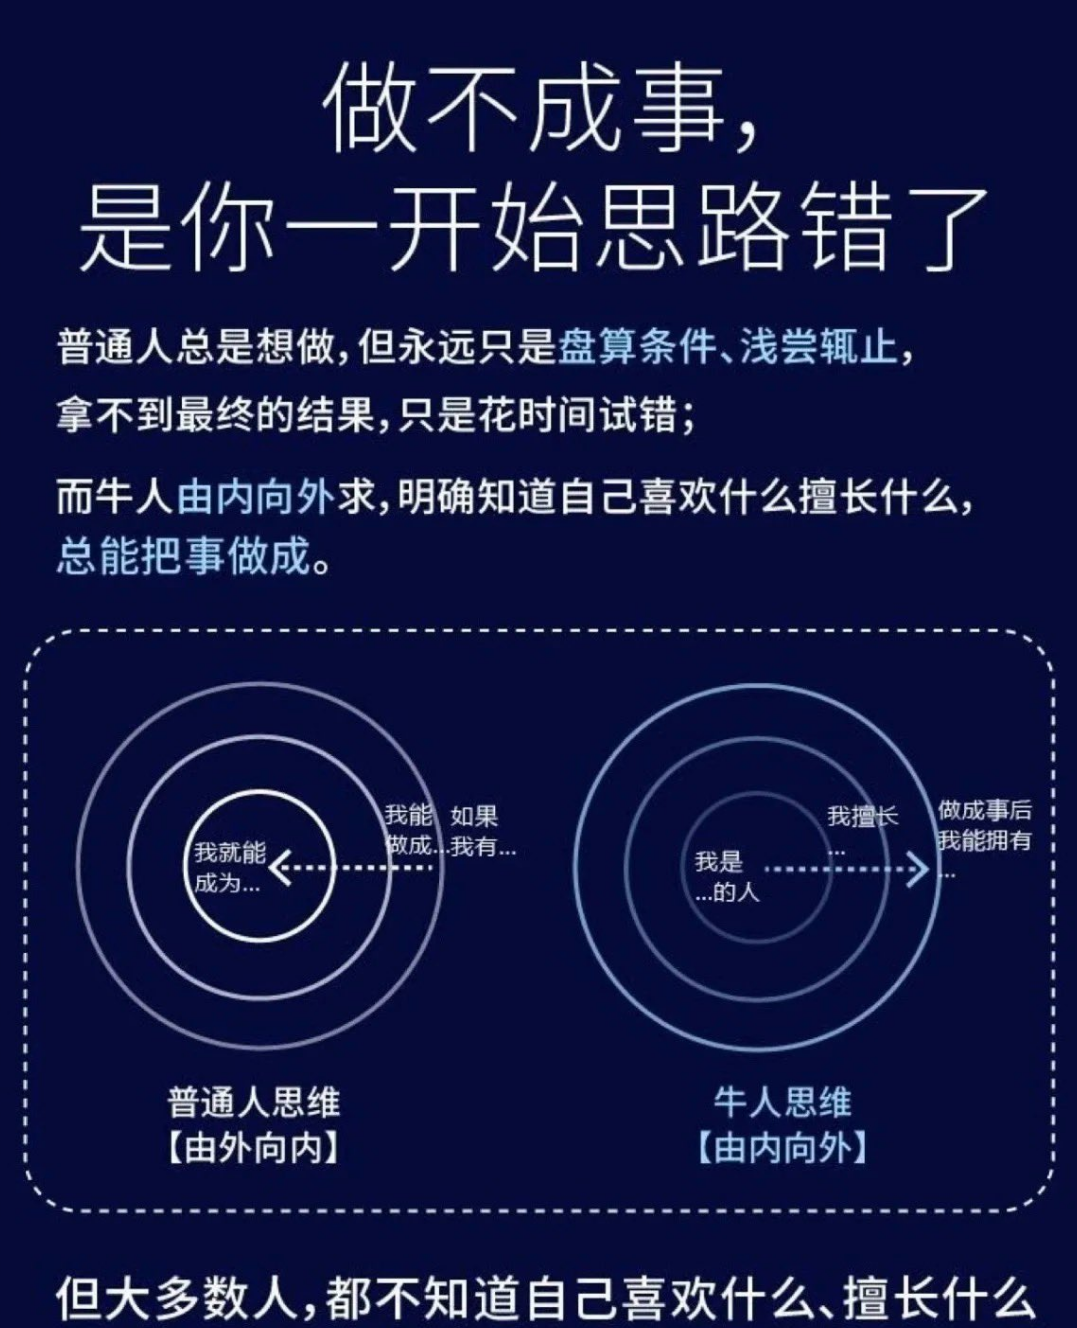 做不成事，
是你一开始思路错了
普通人总是想做，但永远只是盘算条件、浅尝辄止，
拿不到最终的结果，只是花时间试错；
而牛人由内向外求，明确知道自己喜欢什么擅长什么，
总能把事做成。
我就能
成为...
我能
做成...
如果
我有...
普通人思维
【由外向内】
我是
...的人
我擅长
...
做成事后
我能拥有
...
牛人思维
【由内向外】
但大多数人，都不知道自己喜欢什么、擅长什么